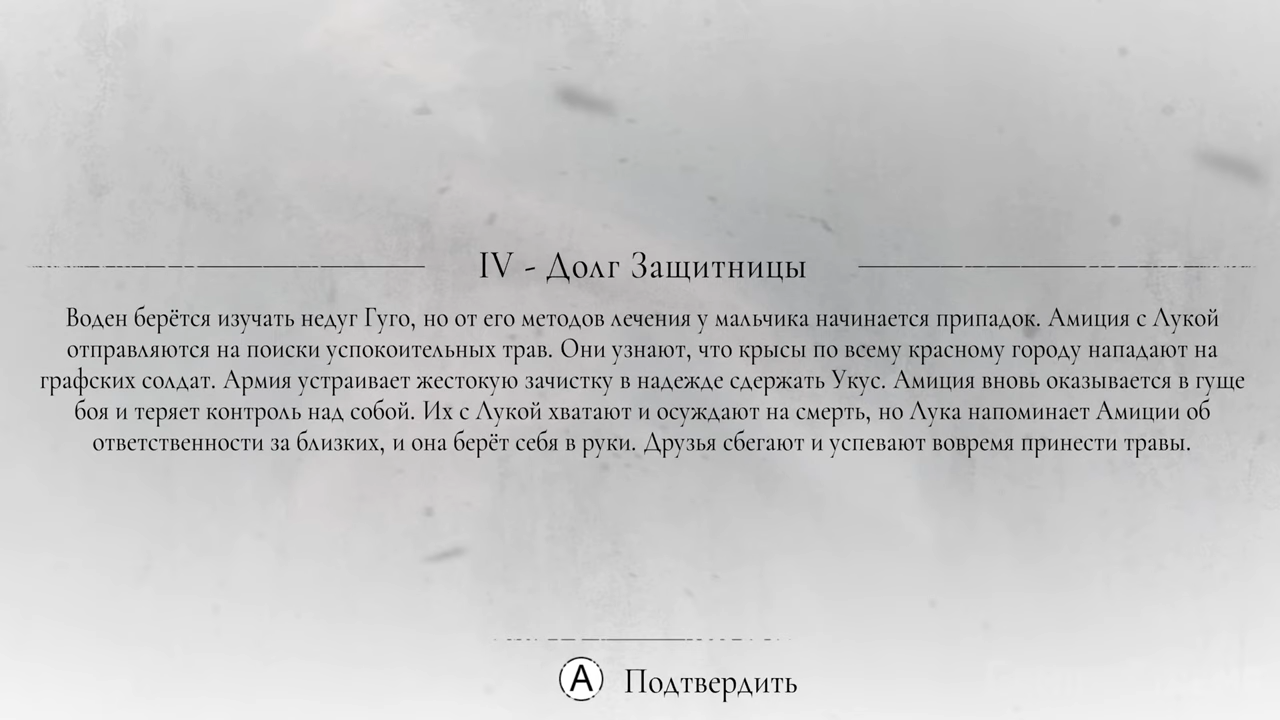 IV - Долг Защитницы
Воден берётся изучать недуг Гуго, но от его методов лечения у мальчика начинается припадок. Амиция с Лукой
отправляются на поиски успокоительных трав. Они узнают, что крысы по всему красному городу нападают на
графских солдат. Армия устраивает жестокую зачистку в надежде сдержать Укус. Амиция вновь оказывается в гуще
боя и теряет контроль над собой. Их с Лукой хватают и осуждают на смерть, но Лука напоминает Амиции об
ответственности за близких, и она берёт себя в руки. Друзья сбегают и успевают вовремя принести травы.
A Подтвердить